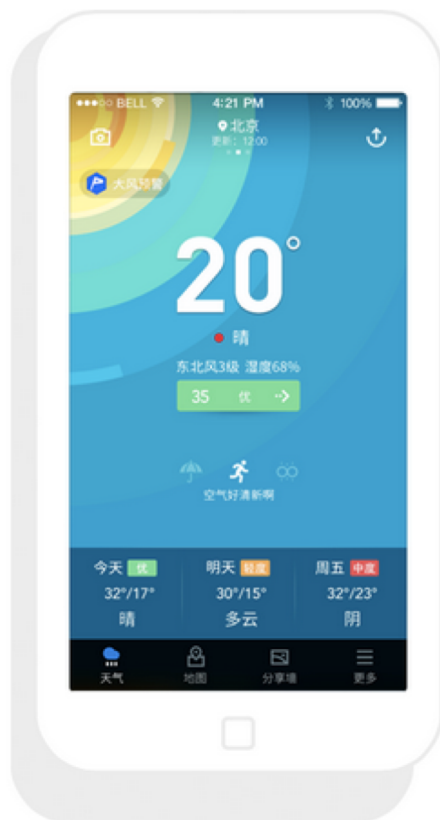 BELL 4:21 PM 100%
北京
更新: 12:00
大风预警
20°
晴
东北风3级 湿度68%
35 优
空气好清新啊
今天 优 明天 轻度 周五 中度
32°/17° 30°/15° 32°/23°
晴 多云 阴
天气 地图 分享墙 更多